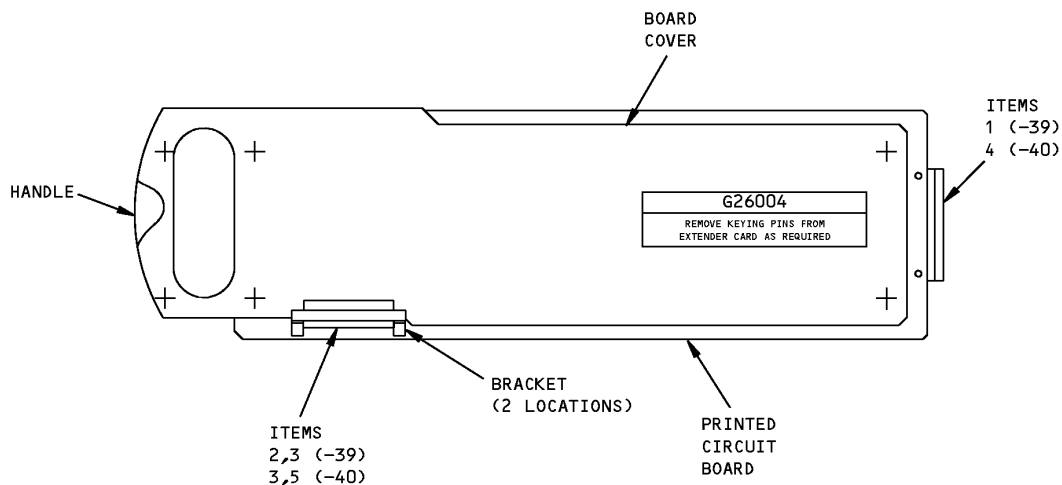 BOARD
COVER
ITEMS
1 (-39)
4 (-40)
HANDLE
G26004
REMOVE KEYING PINS FROM
EXTENDER CARD AS REQUIRED
BRACKET
(2 LOCATIONS)
ITEMS
2,3 (-39)
3,5 (-40)
PRINTED
CIRCUIT
BOARD